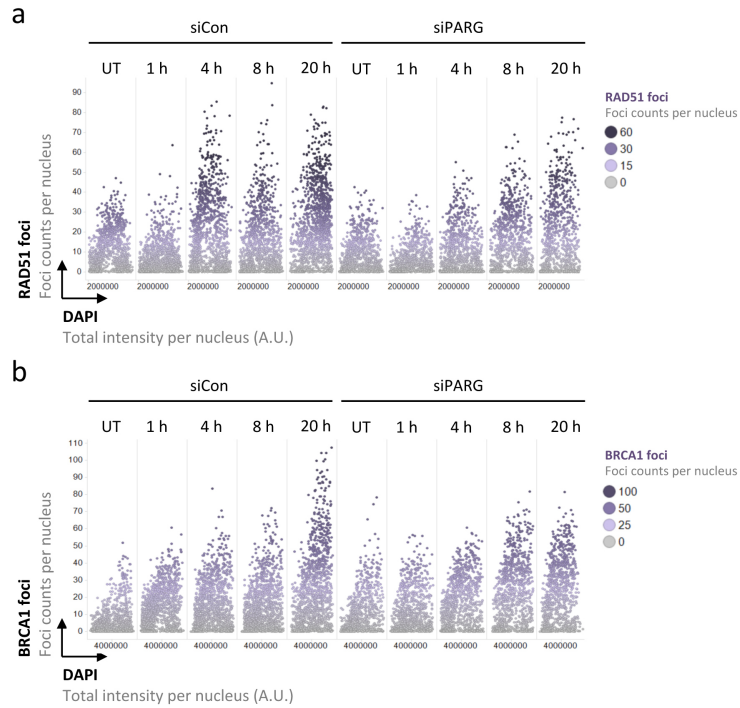 a
siCon siPARG
UT 1 h 4 h 8 h 20 h UT 1 h 4 h 8 h 20 h
90
80
70
60
50
40
30
20
10
0
RAD51 foci
Foci counts per nucleus
2000000 2000000 2000000 2000000 2000000 2000000 2000000 2000000 2000000 2000000
DAPI
Total intensity per nucleus (A.U.)
RAD51 foci
Foci counts per nucleus
60
30
15
0
b
siCon siPARG
UT 1 h 4 h 8 h 20 h UT 1 h 4 h 8 h 20 h
110
100
90
80
70
60
50
40
30
20
10
0
BRCA1 foci
Foci counts per nucleus
4000000 4000000 4000000 4000000 4000000 4000000 4000000 4000000 4000000 4000000
DAPI
Total intensity per nucleus (A.U.)
BRCA1 foci
Foci counts per nucleus
100
50
25
0